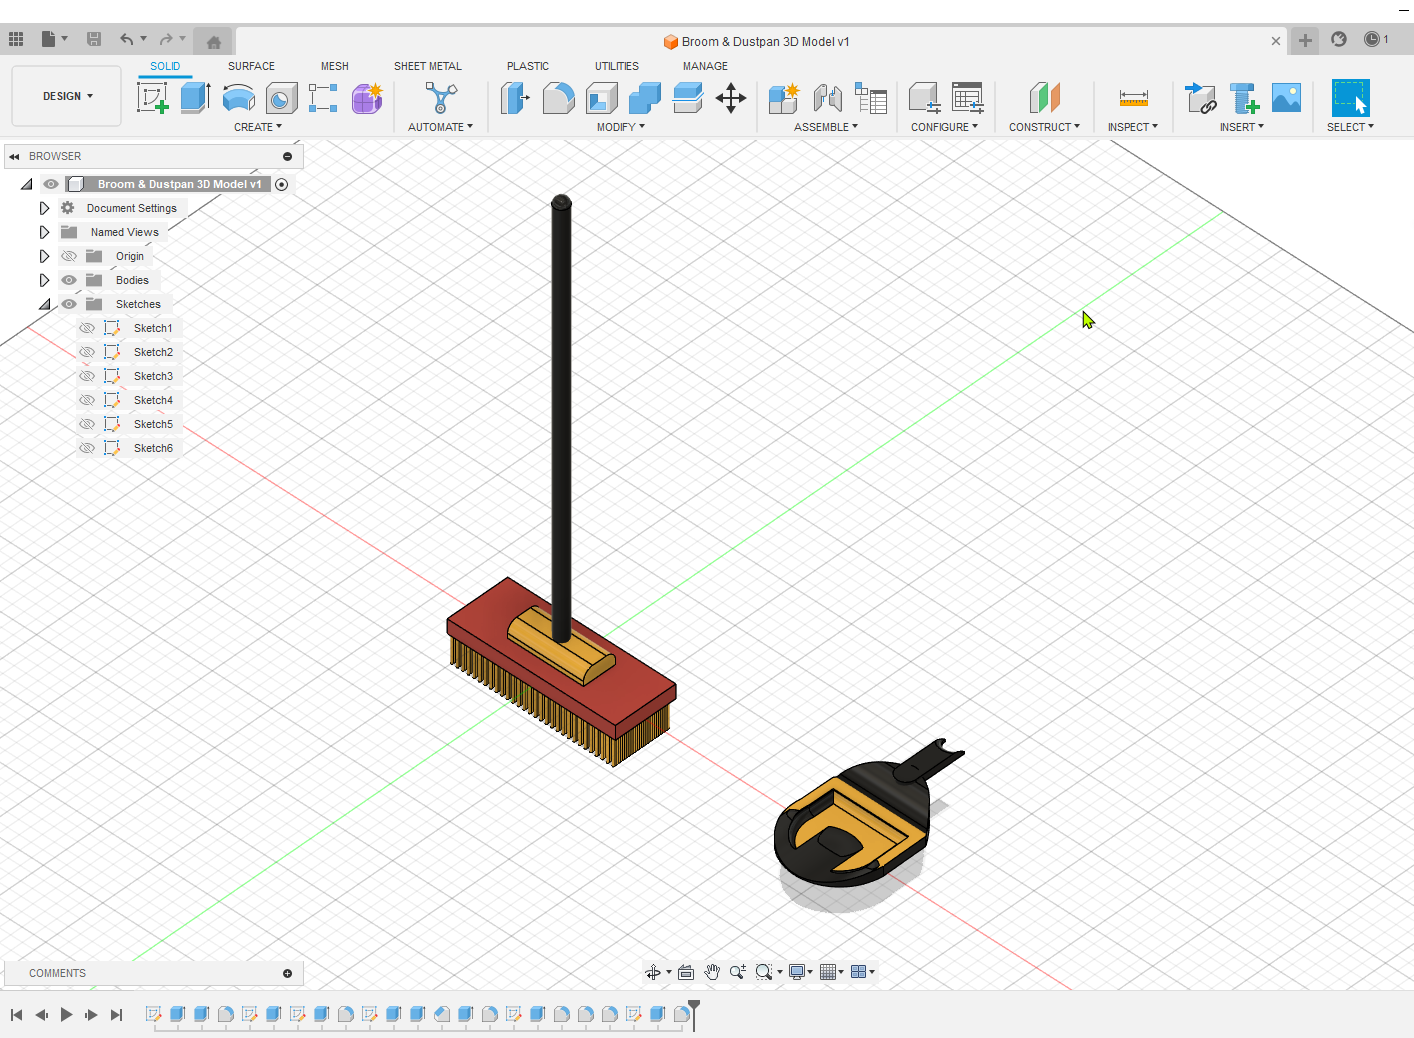 Broom & Dustpan 3D Model v1
1
SOLID SURFACE MESH SHEET METAL PLASTIC UTILITIES MANAGE
DESIGN
CREATE AUTOMATE MODIFY ASSEMBLE CONFIGURE CONSTRUCT INSPECT INSERT SELECT
BROWSER
Broom & Dustpan 3D Model v1
Document Settings
Named Views
Origin
Bodies
Sketches
Sketch1
Sketch2
Sketch3
Sketch4
Sketch5
Sketch6
COMMENTS